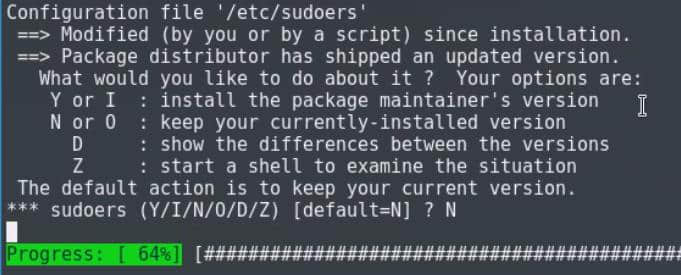 Configuration file '/etc/sudoers'
 ==> Modified (by you or by a script) since installation.
 ==> Package distributor has shipped an updated version.
   What would you like to do about it ?  Your options are:
    Y or I  : install the package maintainer's version
    N or O  : keep your currently-installed version
      D     : show the differences between the versions
      Z     : start a shell to examine the situation
 The default action is to keep your current version.
*** sudoers (Y/I/N/O/D/Z) [default=N] ? N
Progress: [ 64%] [############################################